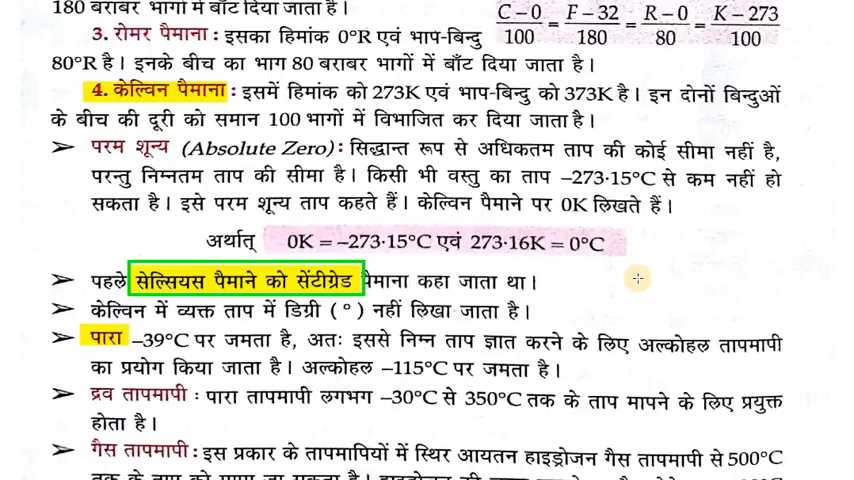 180 बराबर भागों में बाँट दिया जाता है।
C – 0 / 100 = F – 32 / 180 = R – 0 / 80 = K – 273 / 100
3. रोमर पैमाना : इसका हिमांक 0°R एवं भाप-बिन्दु
80°R है। इनके बीच का भाग 80 बराबर भागों में बाँट दिया जाता है।
4. केल्विन पैमाना : इसमें हिमांक को 273K एवं भाप-बिन्दु को 373K है। इन दोनों बिन्दुओं
के बीच की दूरी को समान 100 भागों में विभाजित कर दिया जाता है।
➢ परम शून्य (Absolute Zero) : सिद्धान्त रूप से अधिकतम ताप की कोई सीमा नहीं है,
परन्तु निम्नतम ताप की सीमा है। किसी भी वस्तु का ताप –273·15°C से कम नहीं हो
सकता है। इसे परम शून्य ताप कहते हैं। केल्विन पैमाने पर 0K लिखते हैं।
अर्थात् 0K = –273·15°C एवं 273·16K = 0°C
➢ पहले सेल्सियस पैमाने को सेंटीग्रेड पैमाना कहा जाता था।
➢ केल्विन में व्यक्त ताप में डिग्री ( ° ) नहीं लिखा जाता है।
➢ पारा –39°C पर जमता है, अतः इससे निम्न ताप ज्ञात करने के लिए अल्कोहल तापमापी
का प्रयोग किया जाता है। अल्कोहल –115°C पर जमता है।
➢ द्रव तापमापी : पारा तापमापी लगभग –30°C से 350°C तक के ताप मापने के लिए प्रयुक्त
होता है।
➢ गैस तापमापी : इस प्रकार के तापमापियों में स्थिर आयतन हाइड्रोजन गैस तापमापी से 500°C